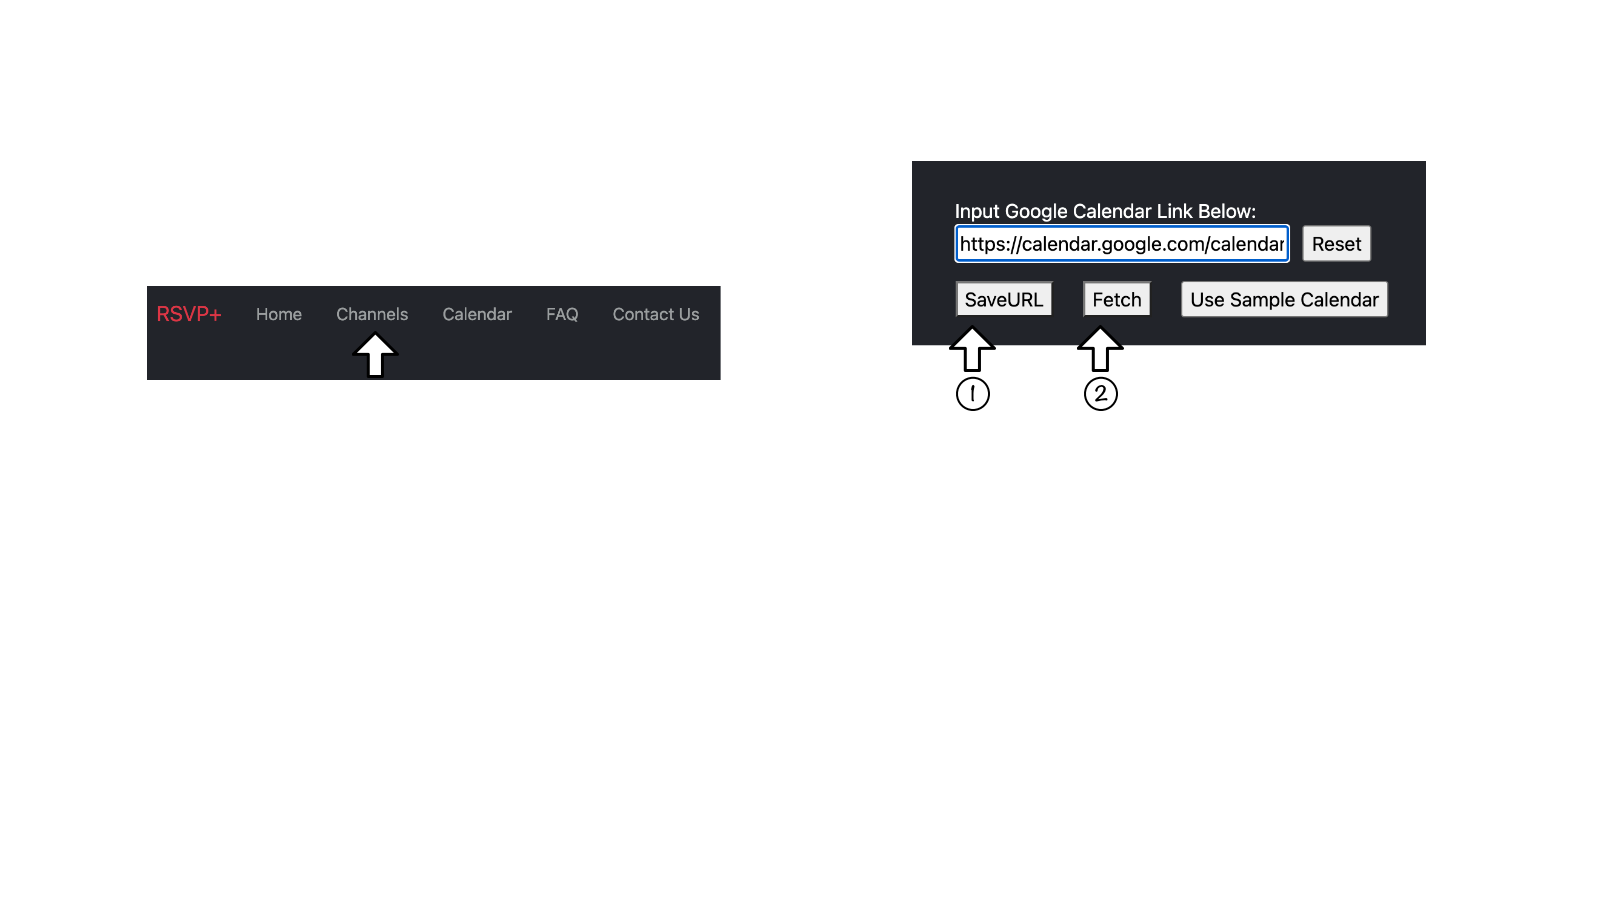 RSVP+ Home Channels Calendar FAQ Contact Us
Input Google Calendar Link Below:
https://calendar.google.com/calendar Reset
SaveURL Fetch Use Sample Calendar
1 2